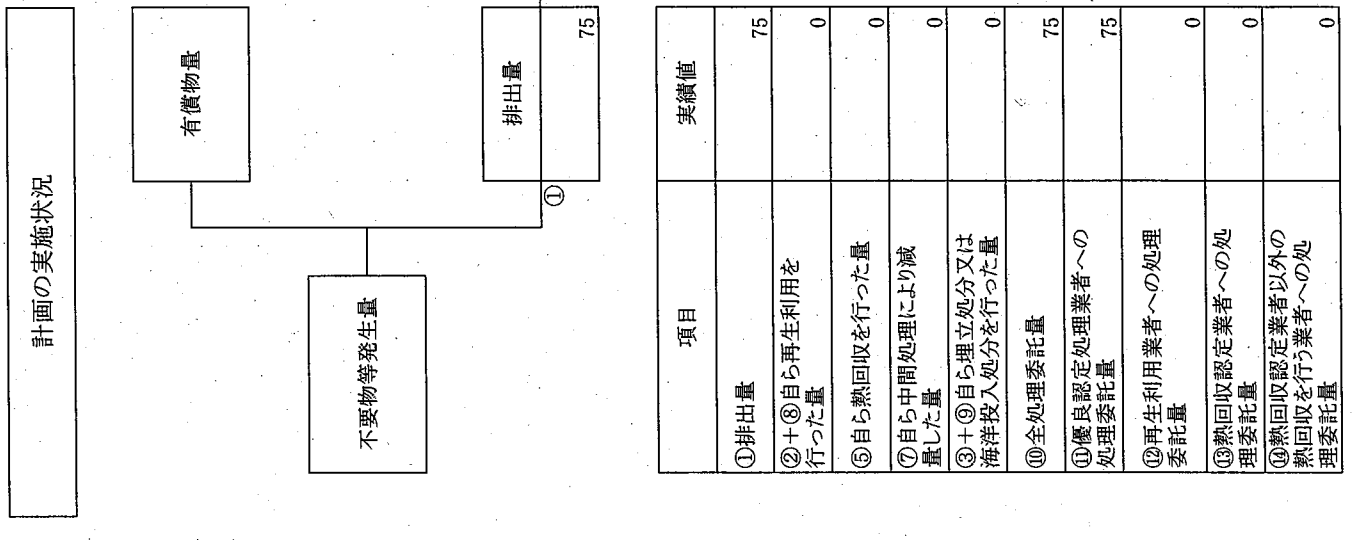 計画の実施状況
不要物等発生量
有償物量
排出量
①
75
項目
実績値
①排出量
75
②+⑧自ら再生利用を
行った量
0
⑤自ら熱回収を行った量
0
⑦自ら中間処理により減
量した量
0
③+⑨自ら埋立処分又は
海洋投入処分を行った量
0
⑩全処理委託量
75
⑪優良認定処理業者への
処理委託量
75
⑫再生利用業者への処理
委託量
0
⑬熱回収認定業者への処
理委託量
0
⑭熱回収認定業者以外の
熱回収を行う業者への処
理委託量
0